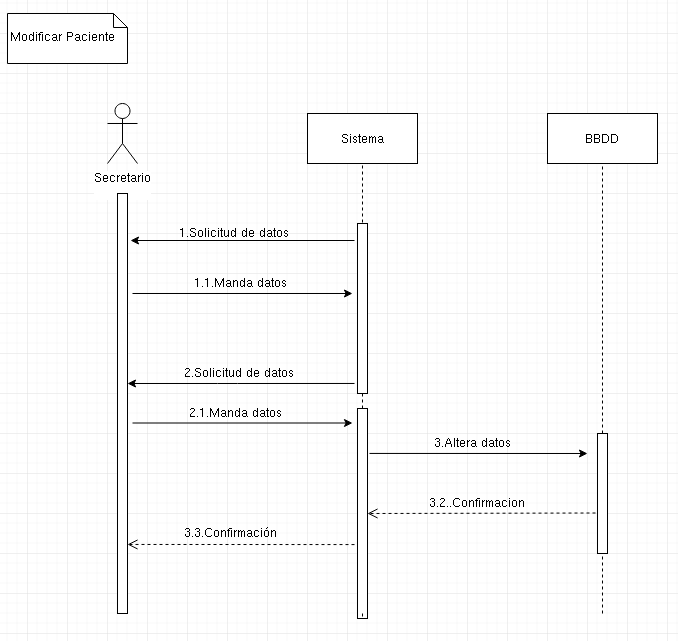 Modificar Paciente
Secretario
Sistema
BBDD
1.Solicitud de datos
1.1.Manda datos
2.Solicitud de datos
2.1.Manda datos
3.Altera datos
3.2..Confirmacion
3.3.Confirmación